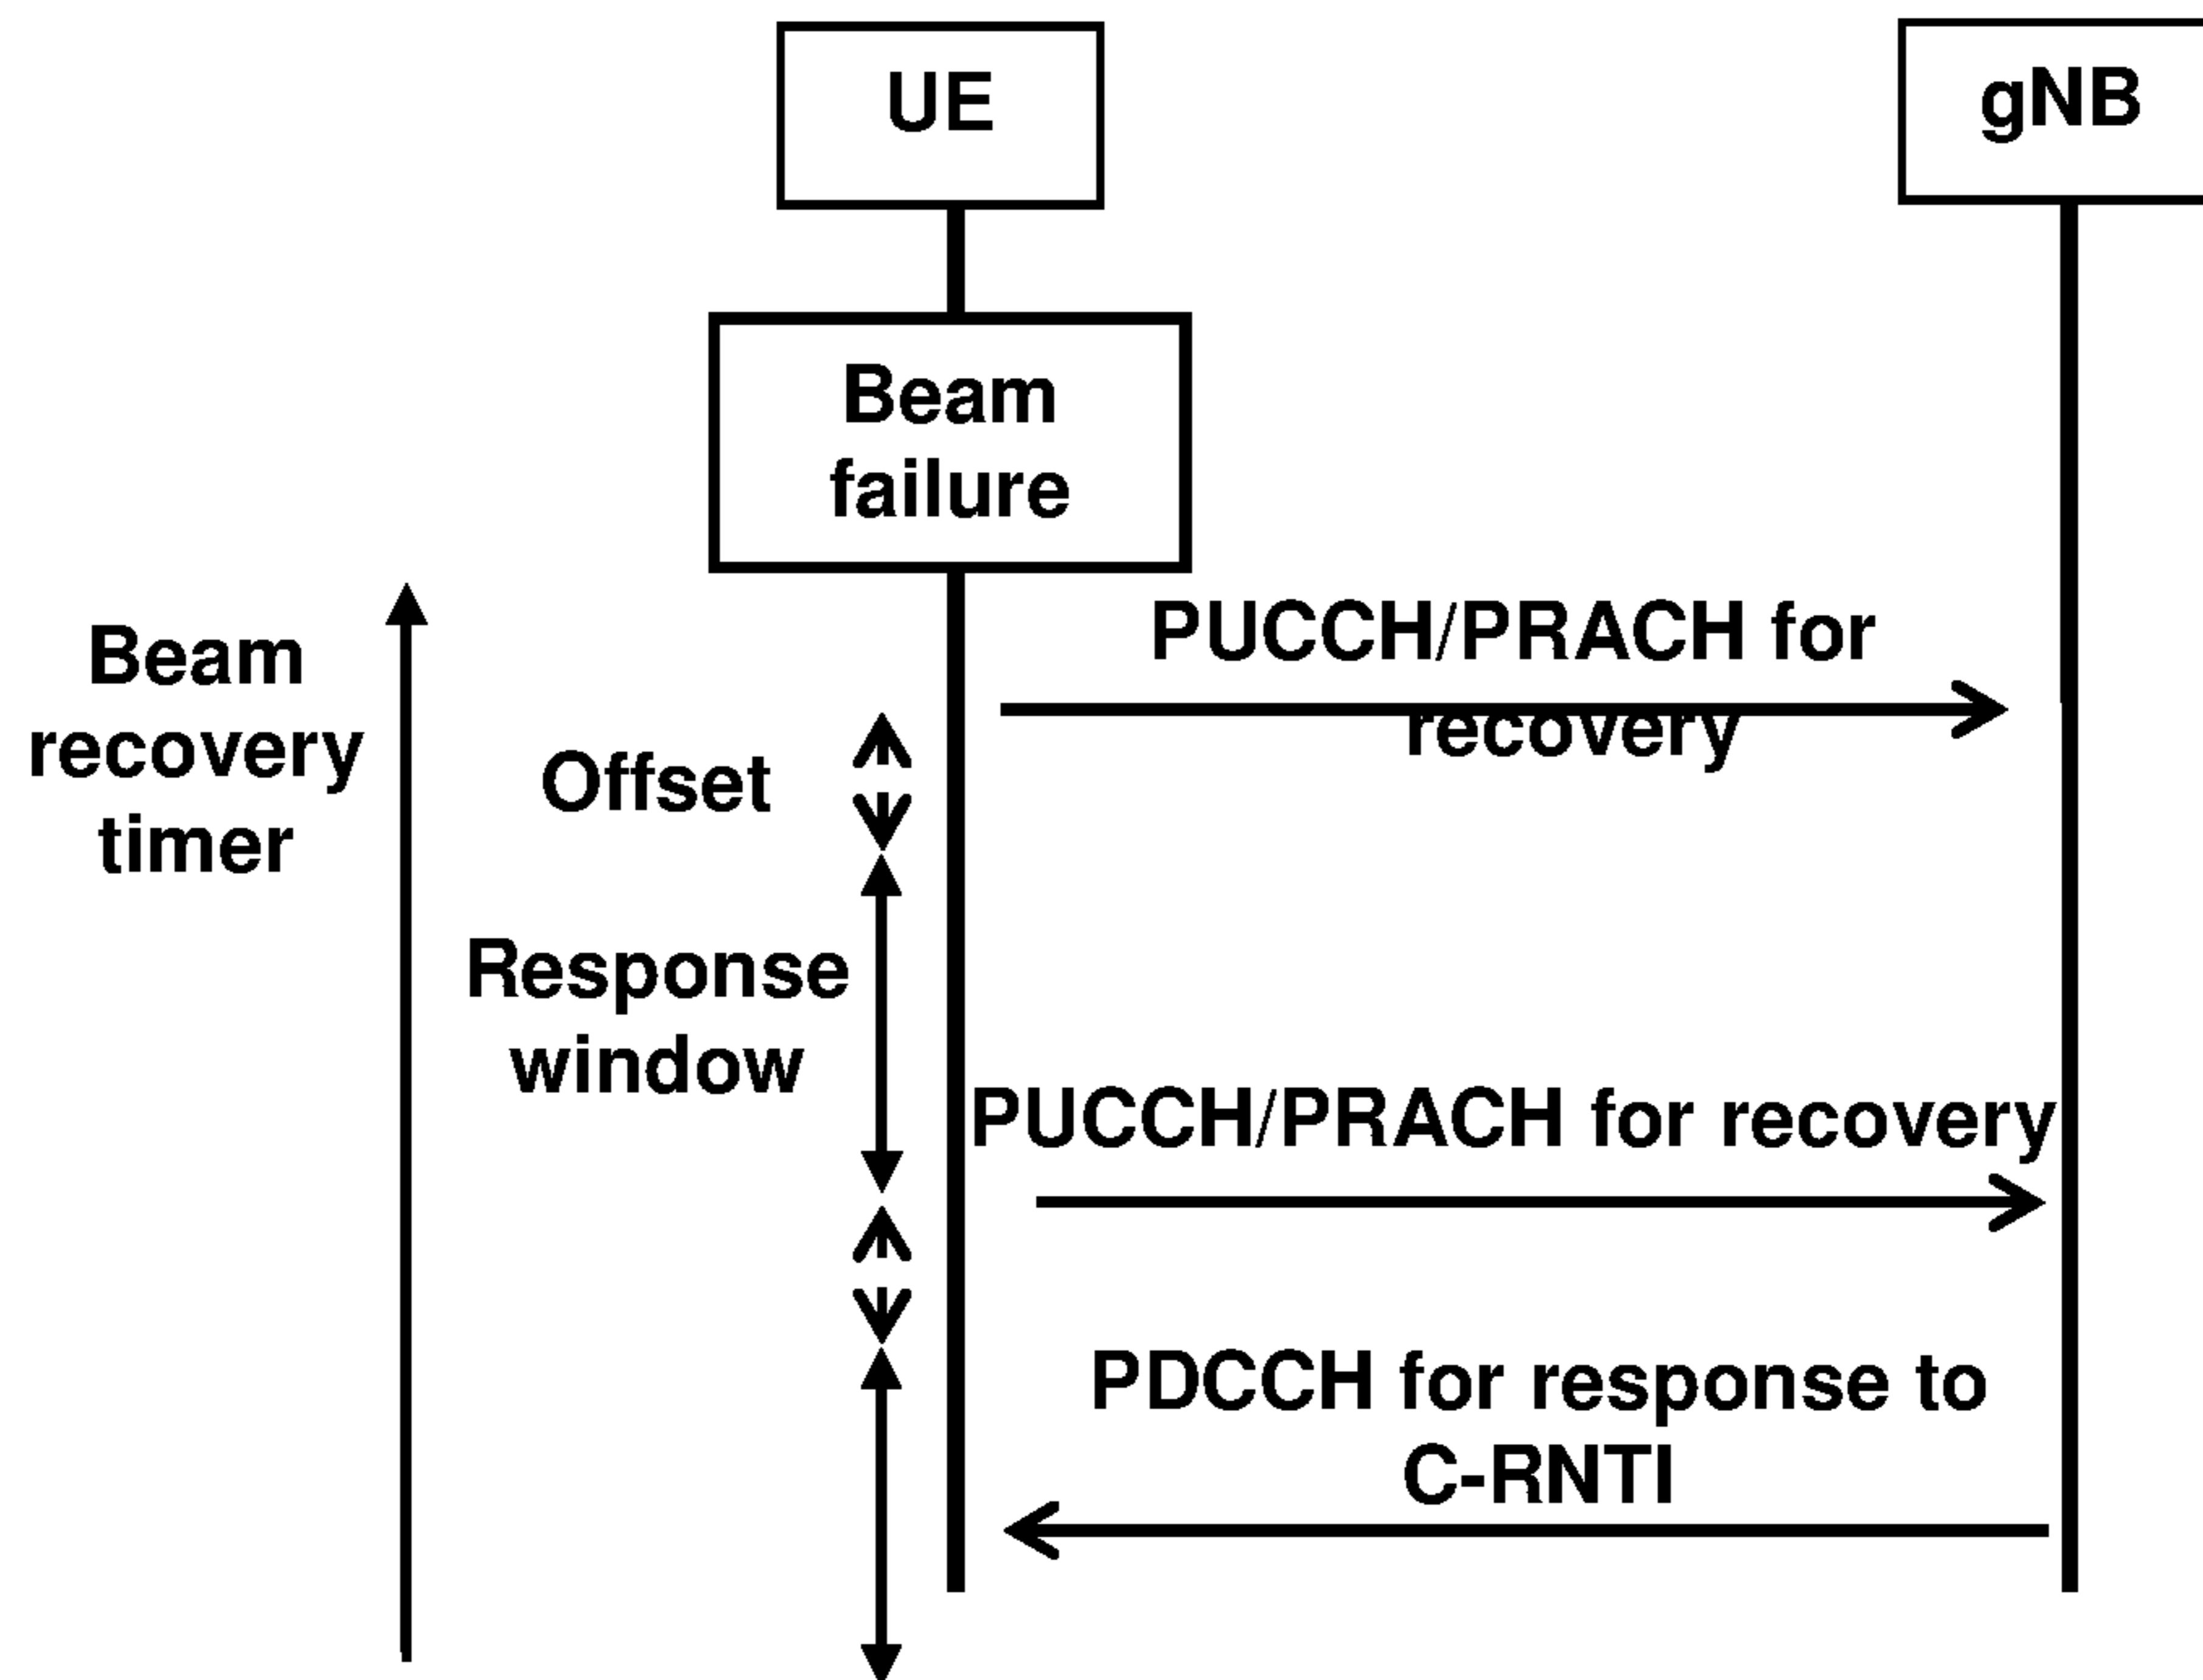 UE
gNB
Beam
failure
PUCCH/PRACH for
recovery
Beam
recovery
timer
Offset
Response
window
PUCCH/PRACH for recovery
PDCCH for response to
C-RNTI